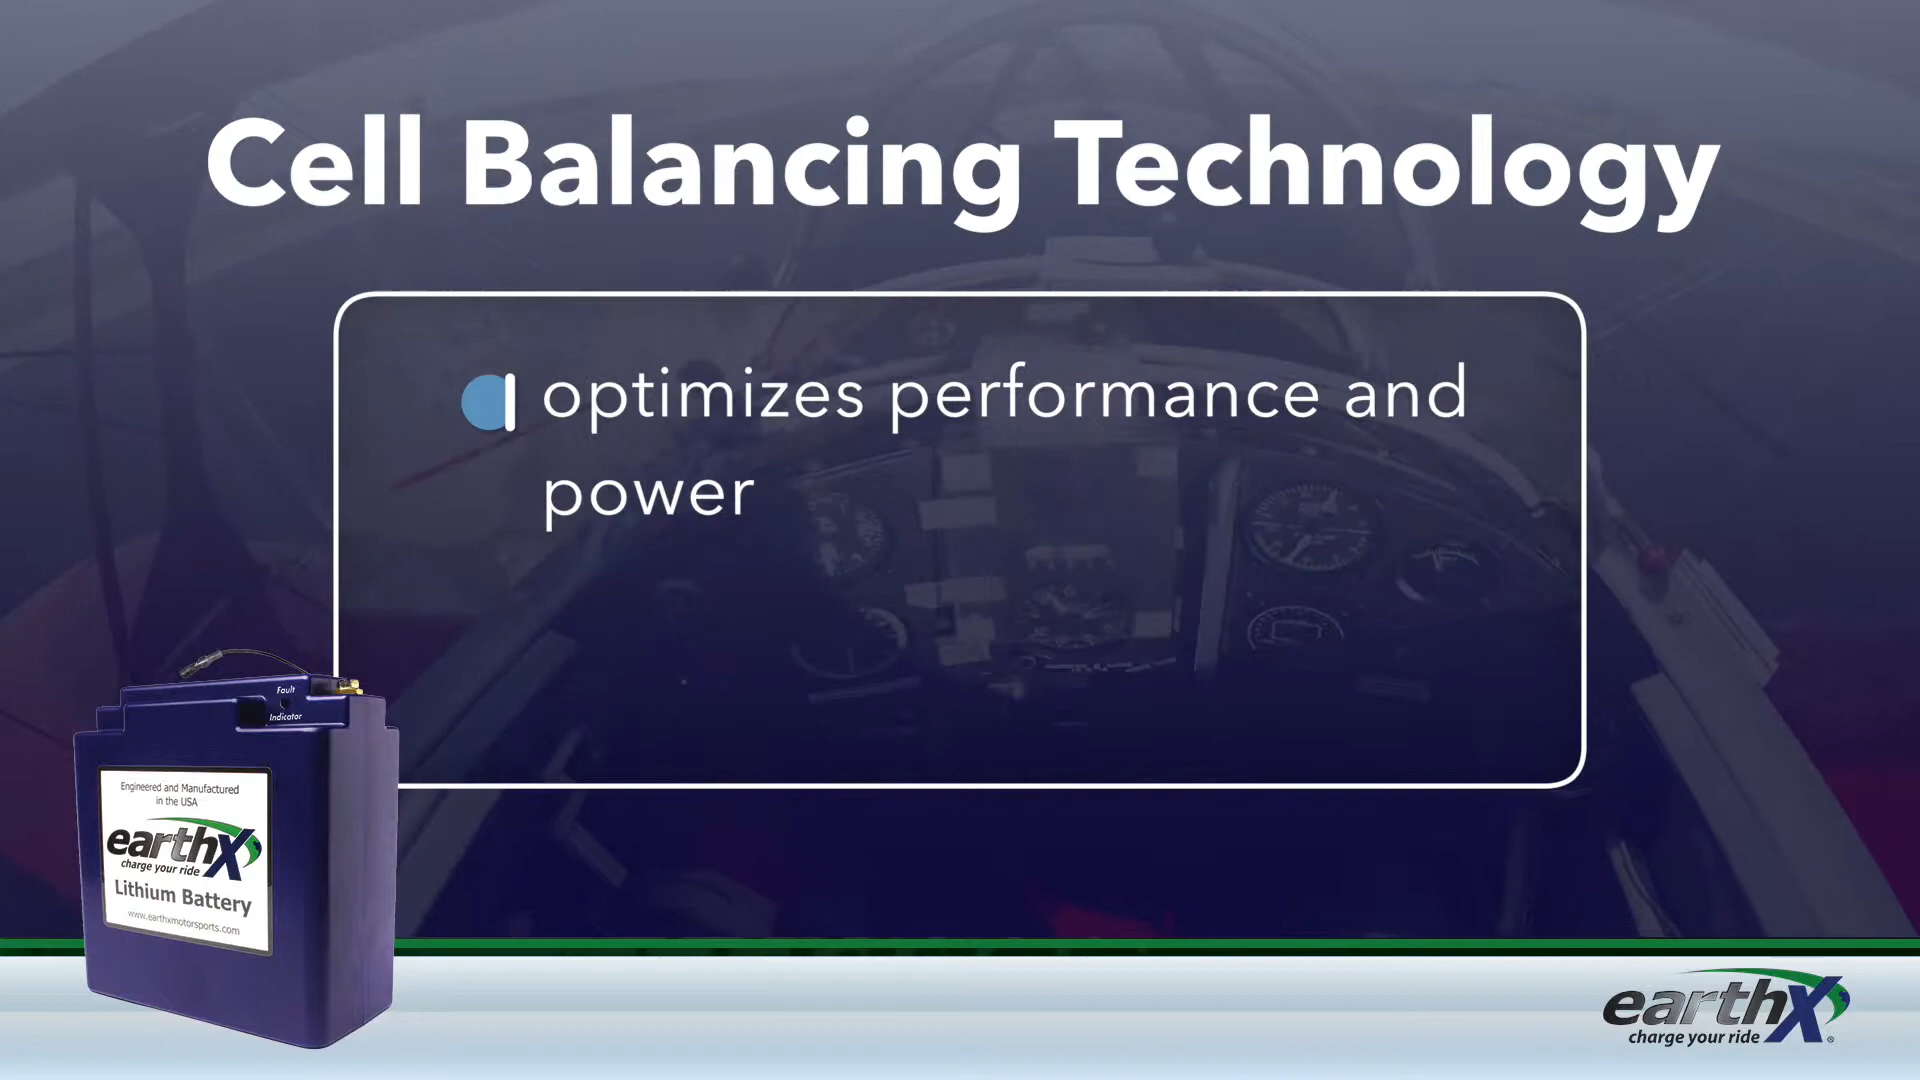 Cell Balancing Technology
optimizes performance and
power
Fault
Indicator
Engineered and Manufactured
in the USA
earthX
charge your ride
Lithium Battery
www.earthxmotorsports.com
earthX
charge your ride